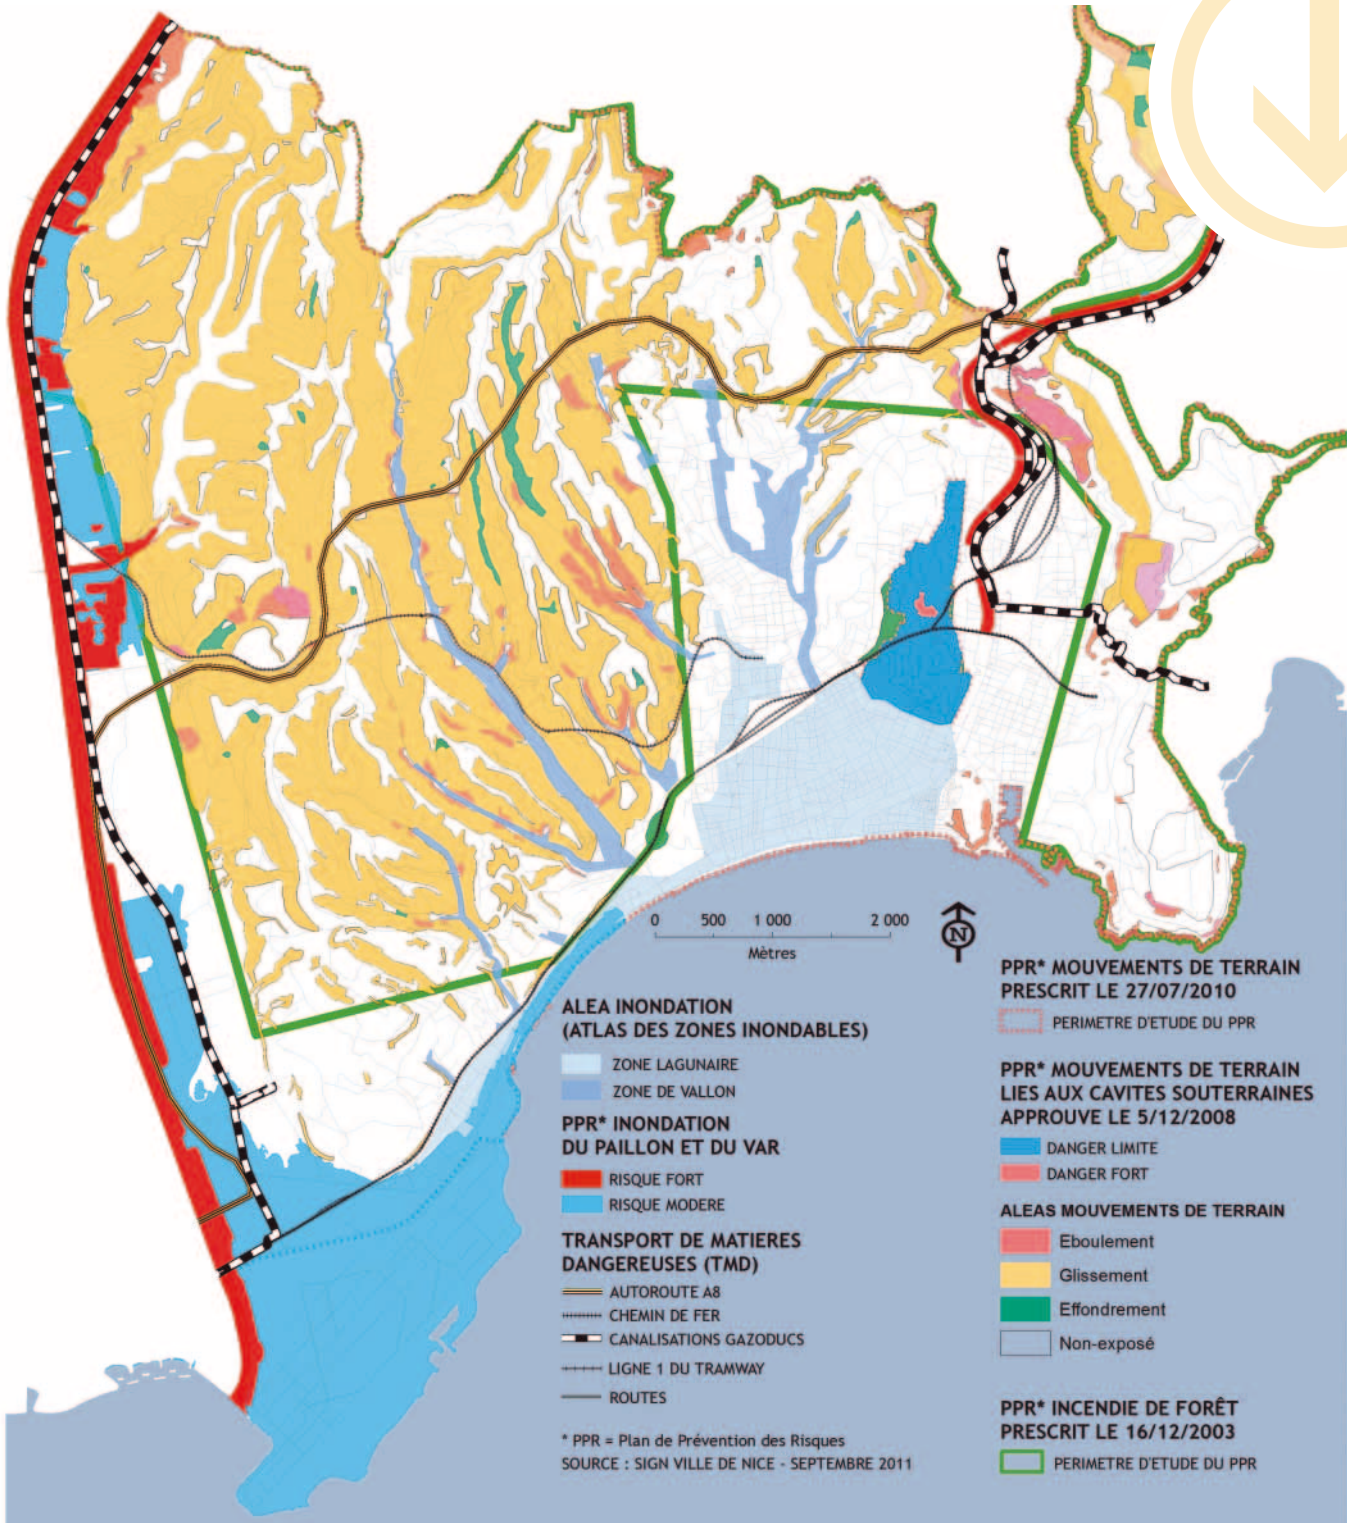 0 500 1 000 2 000
Mètres
N
ALEA INONDATION
(ATLAS DES ZONES INONDABLES)
ZONE LAGUNAIRE
ZONE DE VALLON
PPR* INONDATION
DU PAILLON ET DU VAR
RISQUE FORT
RISQUE MODERE
TRANSPORT DE MATIERES
DANGEREUSES (TMD)
AUTOROUTE A8
CHEMIN DE FER
CANALISATIONS GAZODUCS
LIGNE 1 DU TRAMWAY
ROUTES
* PPR = Plan de Prévention des Risques
SOURCE : SIGN VILLE DE NICE - SEPTEMBRE 2011
PPR* MOUVEMENTS DE TERRAIN
PRESCRIT LE 27/07/2010
PERIMETRE D'ETUDE DU PPR
PPR* MOUVEMENTS DE TERRAIN
LIES AUX CAVITES SOUTERRAINES
APPROUVE LE 5/12/2008
DANGER LIMITE
DANGER FORT
ALEAS MOUVEMENTS DE TERRAIN
Eboulement
Glissement
Effondrement
Non-exposé
PPR* INCENDIE DE FORÊT
PRESCRIT LE 16/12/2003
PERIMETRE D'ETUDE DU PPR